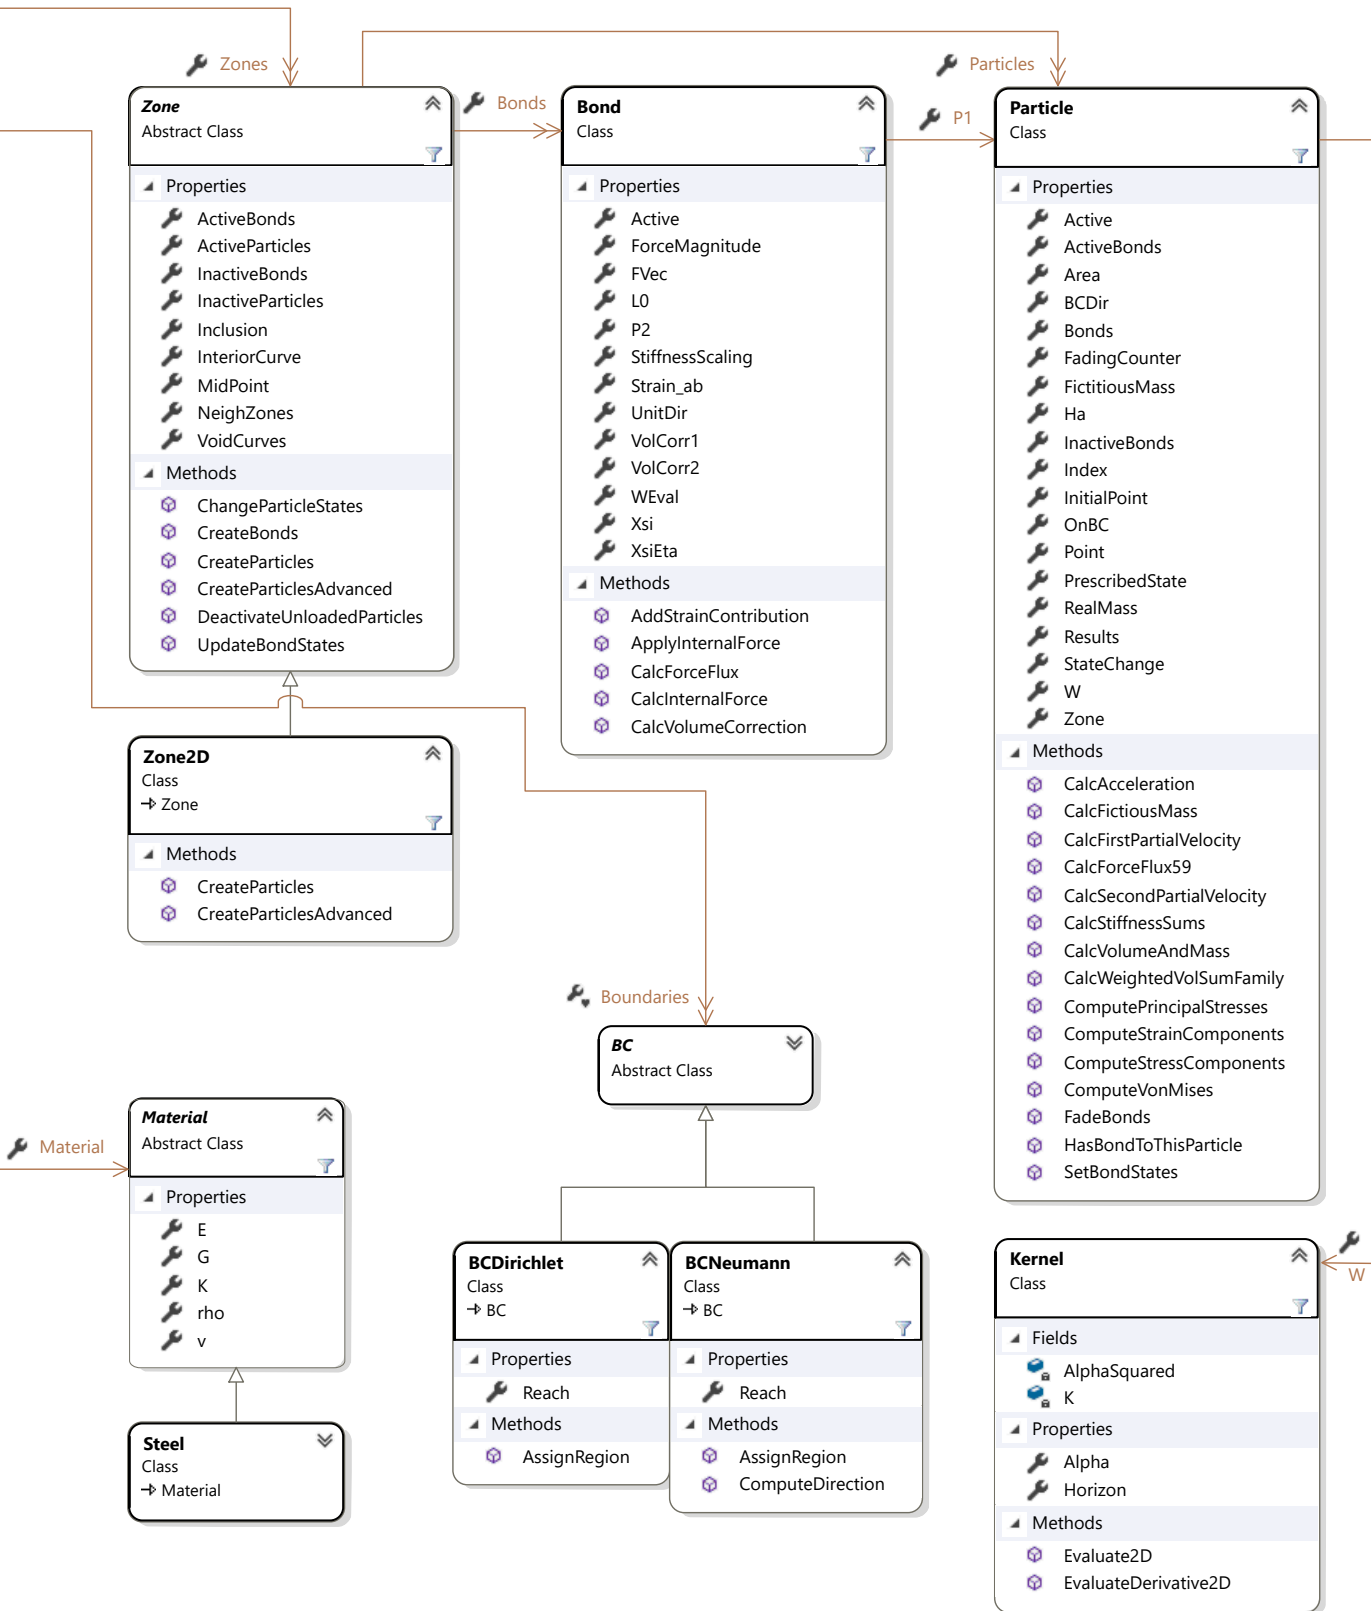 Zones
Zone
Abstract Class
Properties
ActiveBonds
ActiveParticles
InactiveBonds
InactiveParticles
Inclusion
InteriorCurve
MidPoint
NeighZones
VoidCurves
Methods
ChangeParticleStates
CreateBonds
CreateParticles
CreateParticlesAdvanced
DeactivateUnloadedParticles
UpdateBondStates
Zone2D
Class
Zone
Methods
CreateParticles
CreateParticlesAdvanced
Bonds
Bond
Class
Properties
Active
ForceMagnitude
FVec
L0
P2
StiffnessScaling
Strain_ab
UnitDir
VolCorr1
VolCorr2
WEval
Xsi
XsiEta
Methods
AddStrainContribution
ApplyInternalForce
CalcForceFlux
CalcInternalForce
CalcVolumeCorrection
Particles
P1
Particle
Class
Properties
Active
ActiveBonds
Area
BCDir
Bonds
FadingCounter
FictitiousMass
Ha
InactiveBonds
Index
InitialPoint
OnBC
Point
PrescribedState
RealMass
Results
StateChange
W
Zone
Methods
CalcAcceleration
CalcFictiousMass
CalcFirstPartialVelocity
CalcForceFlux59
CalcSecondPartialVelocity
CalcStiffnessSums
CalcVolumeAndMass
CalcWeightedVolSumFamily
ComputePrincipalStresses
ComputeStrainComponents
ComputeStressComponents
ComputeVonMises
FadeBonds
HasBondToThisParticle
SetBondStates
Boundaries
BC
Abstract Class
Material
Material
Abstract Class
Properties
E
G
K
rho
v
Steel
Class
Material
BCDirichlet
Class
BC
Properties
Reach
Methods
AssignRegion
BCNeumann
Class
BC
Properties
Reach
Methods
AssignRegion
ComputeDirection
W
Kernel
Class
Fields
AlphaSquared
K
Properties
Alpha
Horizon
Methods
Evaluate2D
EvaluateDerivative2D